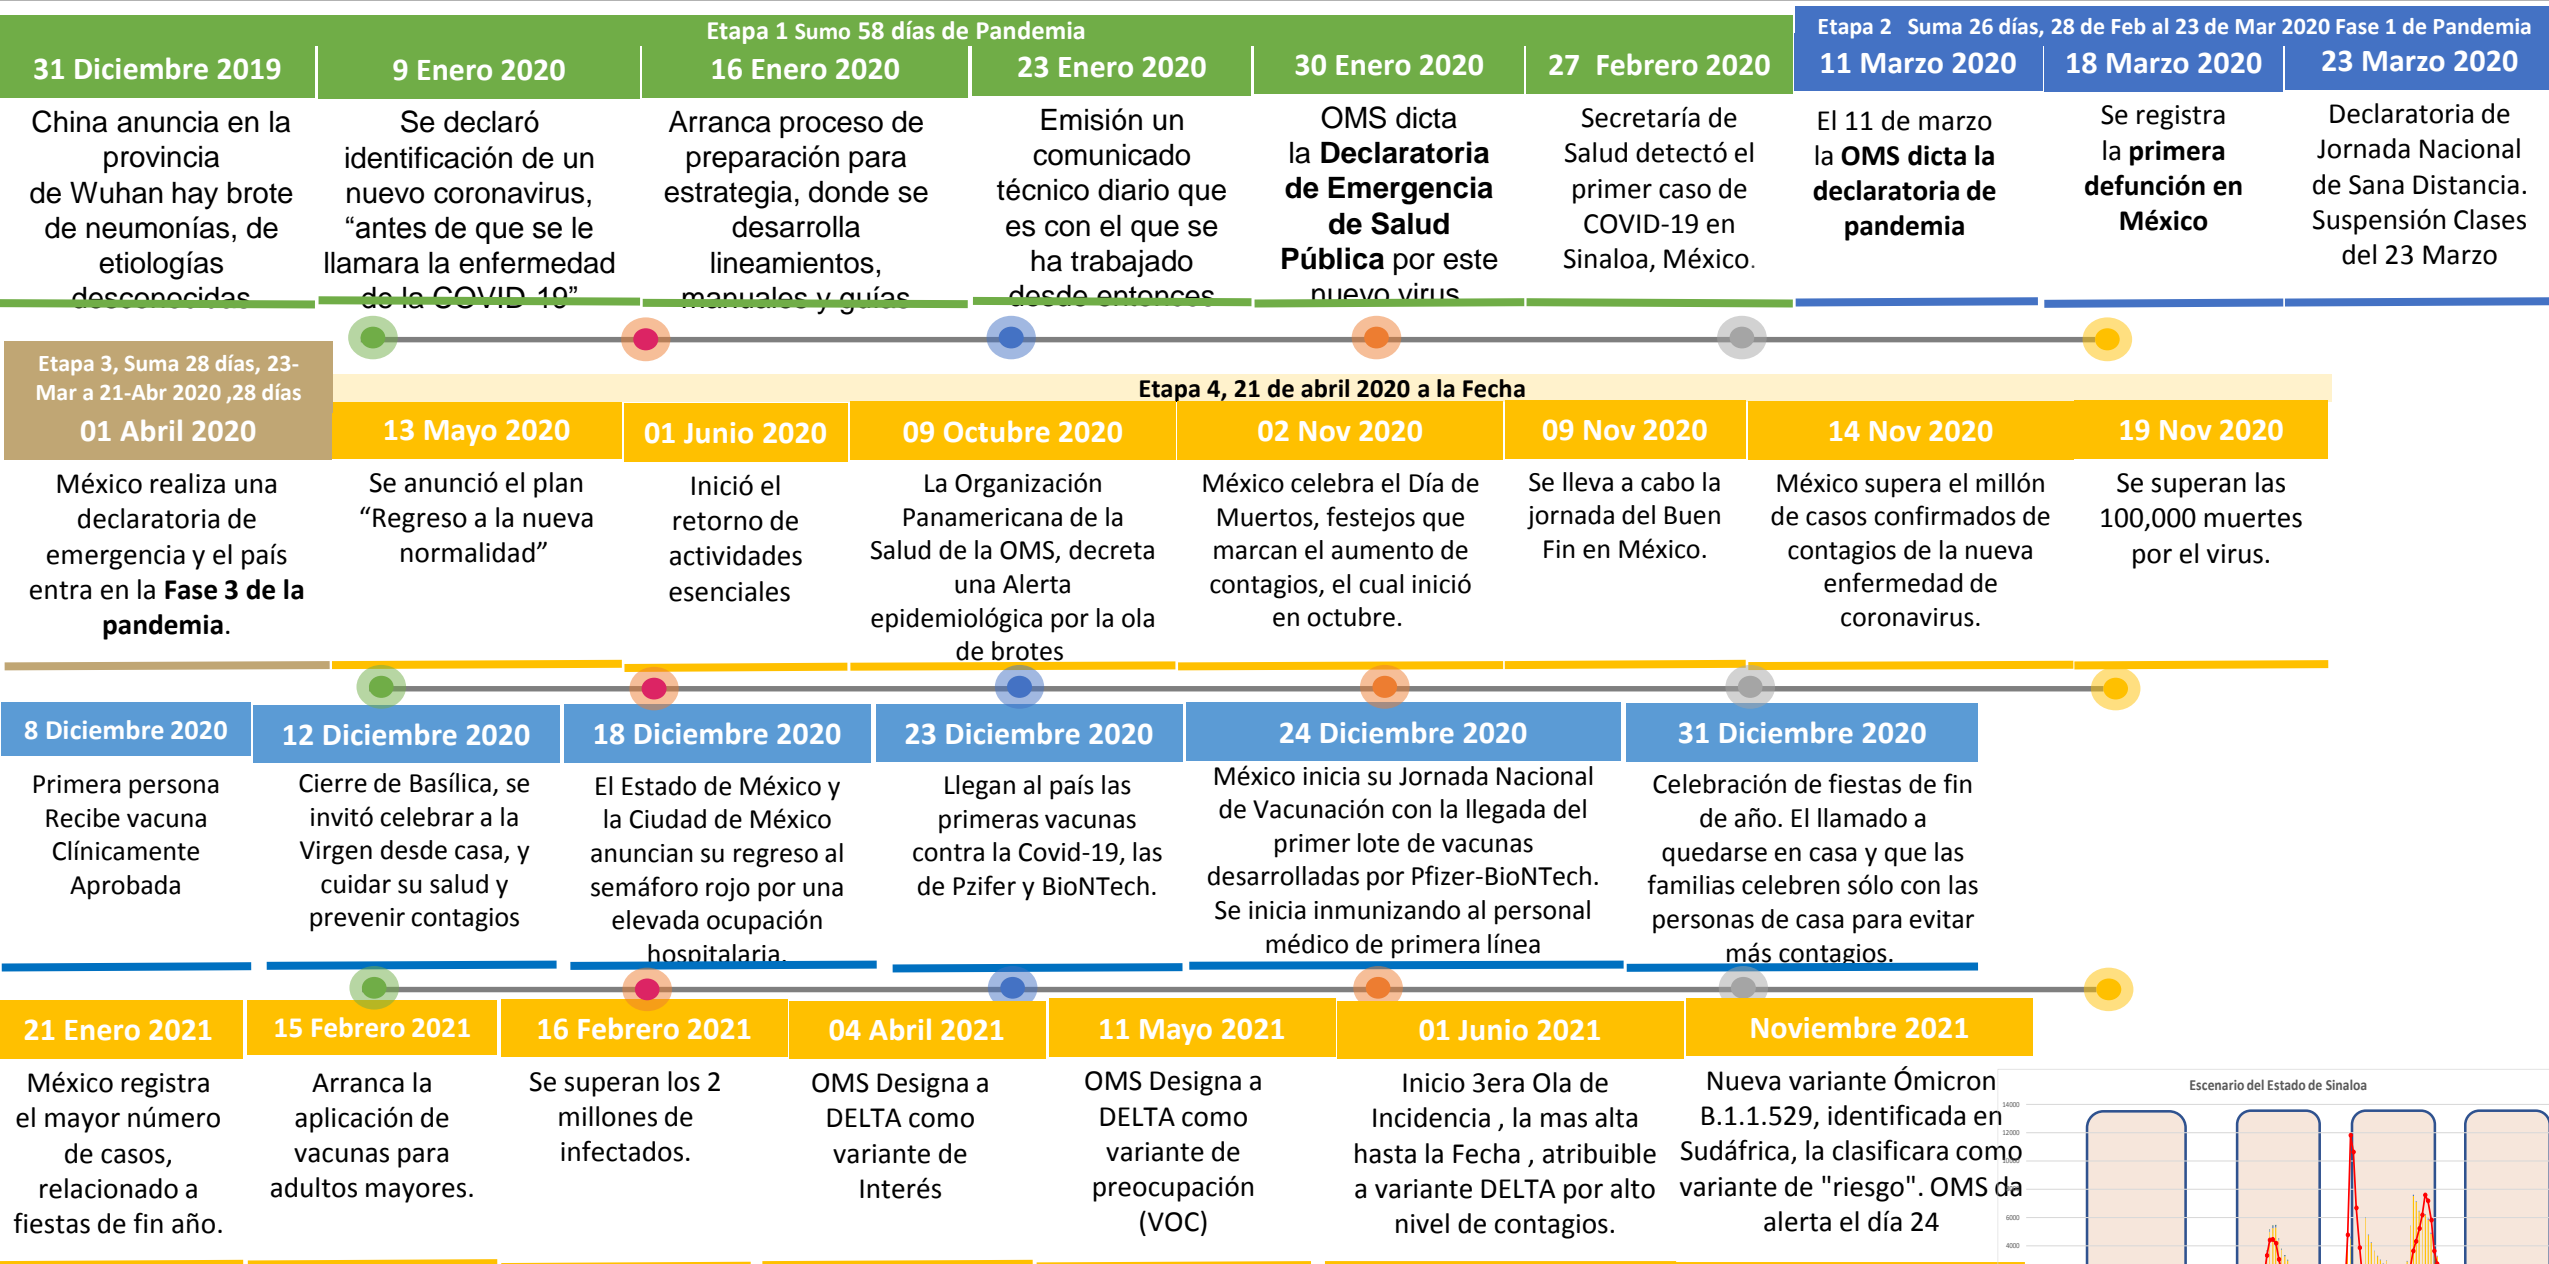 Etapa 1 Sumo 58 días de Pandemia
Etapa 2 Suma 26 días, 28 de Feb al 23 de Mar 2020 Fase 1 de Pandemia
31 Diciembre 2019
China anuncia en la
provincia
de Wuhan hay brote
de neumonías, de
etiologías
desconocidas
9 Enero 2020
Se declaró
identificación de un
nuevo coronavirus,
“antes de que se le
llamara la enfermedad
de la COVID-19”
16 Enero 2020
Arranca proceso de
preparación para
estrategia, donde se
desarrolla
lineamientos,
manuales y guías
23 Enero 2020
Emisión un
comunicado
técnico diario que
es con el que se
ha trabajado
desde entonces
30 Enero 2020
OMS dicta
la Declaratoria
de Emergencia
de Salud
Pública por este
nuevo virus
27 Febrero 2020
Secretaría de
Salud detectó el
primer caso de
COVID-19 en
Sinaloa, México.
11 Marzo 2020
El 11 de marzo
la OMS dicta la
declaratoria de
pandemia
18 Marzo 2020
Se registra
la primera
defunción en
México
23 Marzo 2020
Declaratoria de
Jornada Nacional
de Sana Distancia.
Suspensión Clases
del 23 Marzo
Etapa 3, Suma 28 días, 23-
Mar a 21-Abr 2020 ,28 días
Etapa 4, 21 de abril 2020 a la Fecha
01 Abril 2020
México realiza una
declaratoria de
emergencia y el país
entra en la Fase 3 de la
pandemia.
13 Mayo 2020
Se anunció el plan
“Regreso a la nueva
normalidad”
01 Junio 2020
Inició el
retorno de
actividades
esenciales
09 Octubre 2020
La Organización
Panamericana de la
Salud de la OMS, decreta
una Alerta
epidemiológica por la ola
de brotes
02 Nov 2020
México celebra el Día de
Muertos, festejos que
marcan el aumento de
contagios, el cual inició
en octubre.
09 Nov 2020
Se lleva a cabo la
jornada del Buen
Fin en México.
14 Nov 2020
México supera el millón
de casos confirmados de
contagios de la nueva
enfermedad de
coronavirus.
19 Nov 2020
Se superan las
100,000 muertes
por el virus.
8 Diciembre 2020
Primera persona
Recibe vacuna
Clínicamente
Aprobada
12 Diciembre 2020
Cierre de Basílica, se
invitó celebrar a la
Virgen desde casa, y
cuidar su salud y
prevenir contagios
18 Diciembre 2020
El Estado de México y
la Ciudad de México
anuncian su regreso al
semáforo rojo por una
elevada ocupación
hospitalaria.
23 Diciembre 2020
Llegan al país las
primeras vacunas
contra la Covid-19, las
de Pzifer y BioNTech.
24 Diciembre 2020
México inicia su Jornada Nacional
de Vacunación con la llegada del
primer lote de vacunas
desarrolladas por Pfizer-BioNTech.
Se inicia inmunizando al personal
médico de primera línea
31 Diciembre 2020
Celebración de fiestas de fin
de año. El llamado a
quedarse en casa y que las
familias celebren sólo con las
personas de casa para evitar
más contagios.
21 Enero 2021
México registra
el mayor número
de casos,
relacionado a
fiestas de fin año.
15 Febrero 2021
Arranca la
aplicación de
vacunas para
adultos mayores.
16 Febrero 2021
Se superan los 2
millones de
infectados.
04 Abril 2021
OMS Designa a
DELTA como
variante de
Interés
11 Mayo 2021
OMS Designa a
DELTA como
variante de
preocupación
(VOC)
01 Junio 2021
Inicio 3era Ola de
Incidencia , la mas alta
hasta la Fecha , atribuible
a variante DELTA por alto
nivel de contagios.
Noviembre 2021
Nueva variante Ómicron
B.1.1.529, identificada en
Sudáfrica, la clasificara como
variante de "riesgo". OMS da
alerta el día 24
Escenario del Estado de Sinaloa
14000
12000
10000
6000
4000